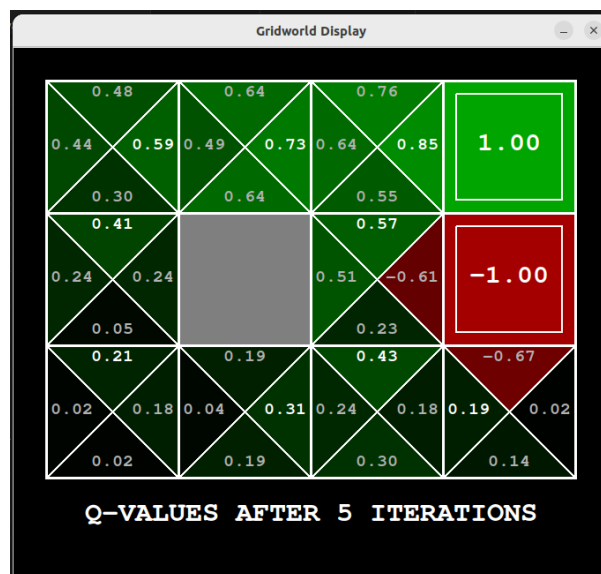 Gridworld Display
0.48 0.64 0.76
0.44 0.59 0.49 0.73 0.64 0.85 1.00
0.30 0.64 0.55
0.41 0.57
0.24 0.24 0.51 -0.61 -1.00
0.05 0.23
0.21 0.19 0.43 -0.67
0.02 0.18 0.04 0.31 0.24 0.18 0.19 0.02
0.02 0.19 0.30 0.14
Q-VALUES AFTER 5 ITERATIONS